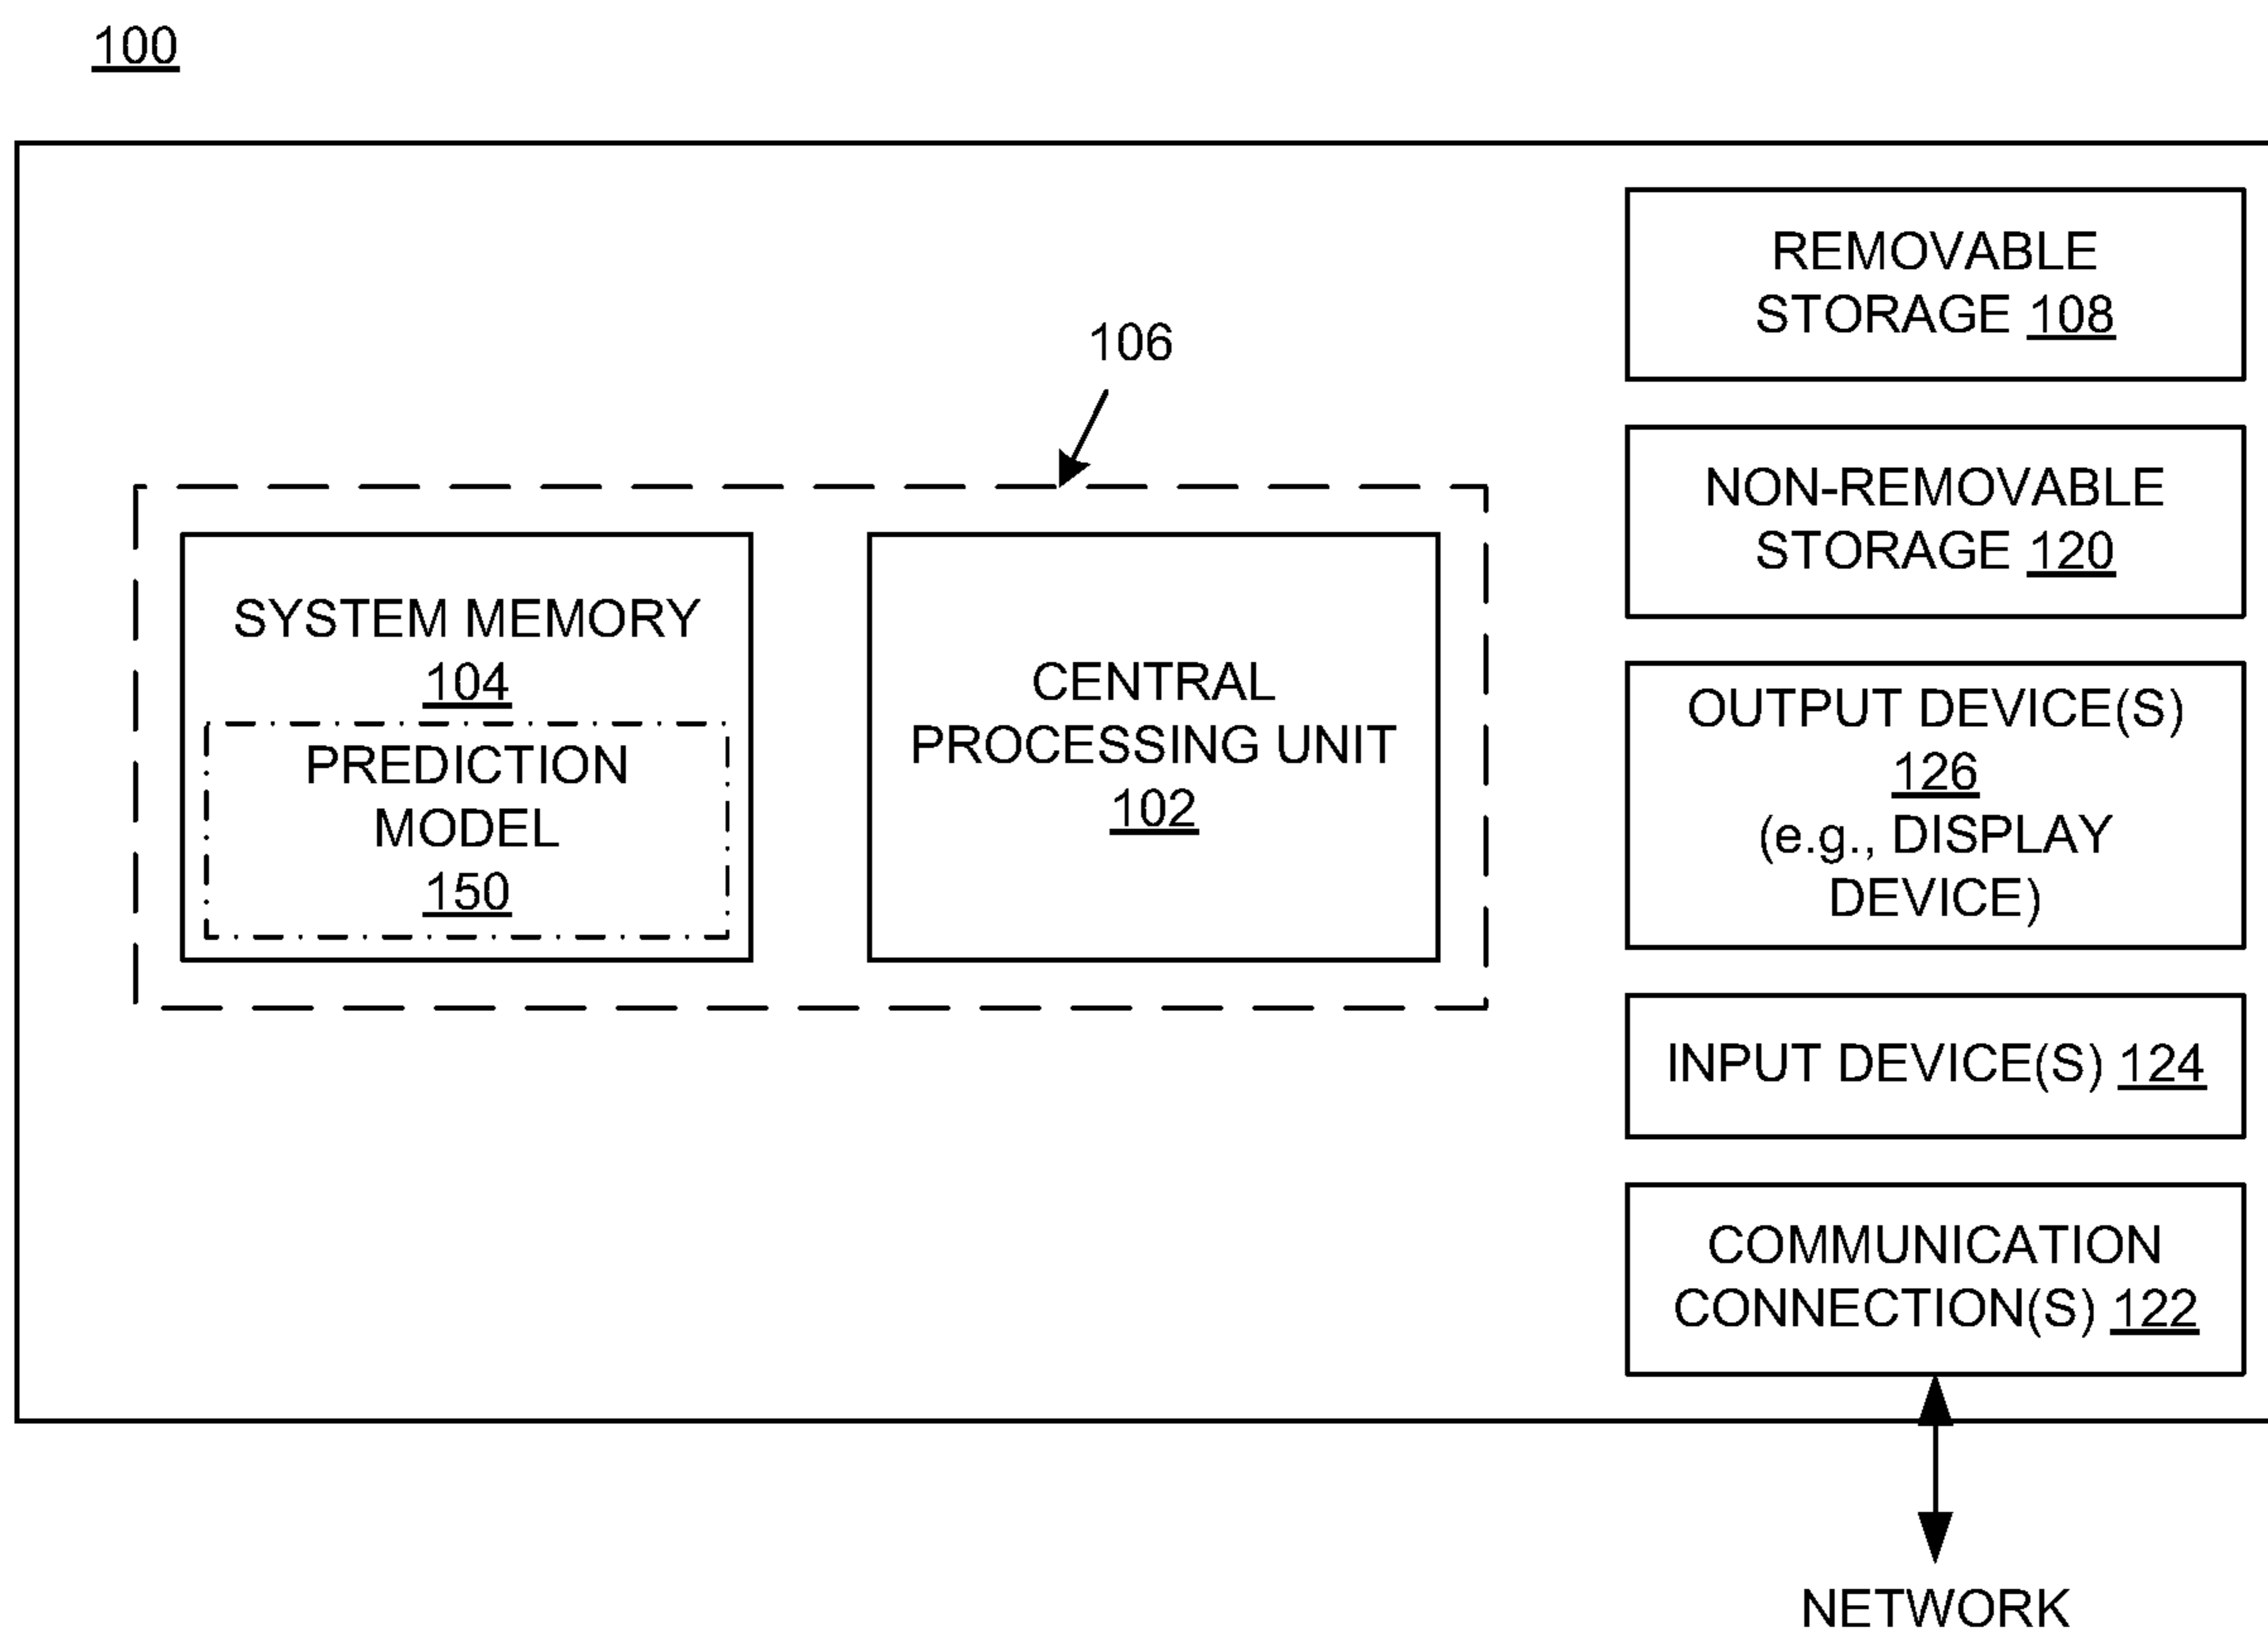 100
106
SYSTEM MEMORY
104
PREDICTION
MODEL
150
CENTRAL
PROCESSING UNIT
102
REMOVABLE
STORAGE 108
NON-REMOVABLE
STORAGE 120
OUTPUT DEVICE(S)
126
(e.g., DISPLAY
DEVICE)
INPUT DEVICE(S) 124
COMMUNICATION
CONNECTION(S) 122
NETWORK